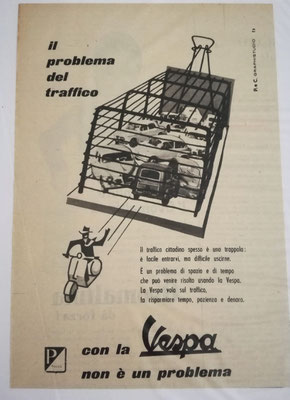 il
problema
del
traffico
R e C GRAPHISTUDIO
Il traffico cittadino spesso è una trappola:
è facile entrarvi, ma difficile uscirne.
È un problema di spazio e di tempo
che può venire risolto usando la Vespa.
La Vespa vola sul traffico,
fa risparmiare tempo, pazienza e denaro.
P
con la Vespa
non è un problema